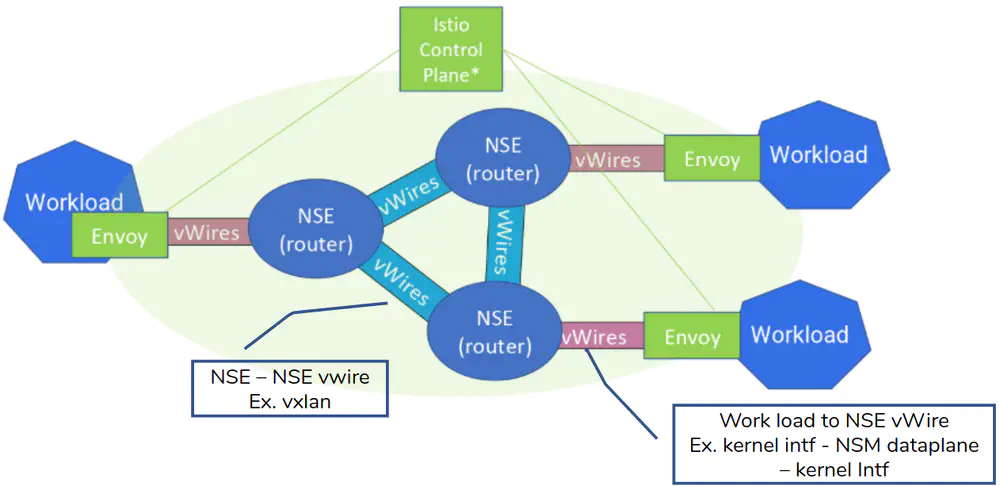 Istio
Control
Plane*
NSE
(router)
vWires
Envoy
Workload
vWires
Workload
Envoy
vWires
NSE
(router)
vWires
vWires
NSE
(router)
vWires
Envoy
Workload
NSE – NSE vwire
Ex. vxlan
Work load to NSE vWire
Ex. kernel intf - NSM dataplane
– kernel Intf